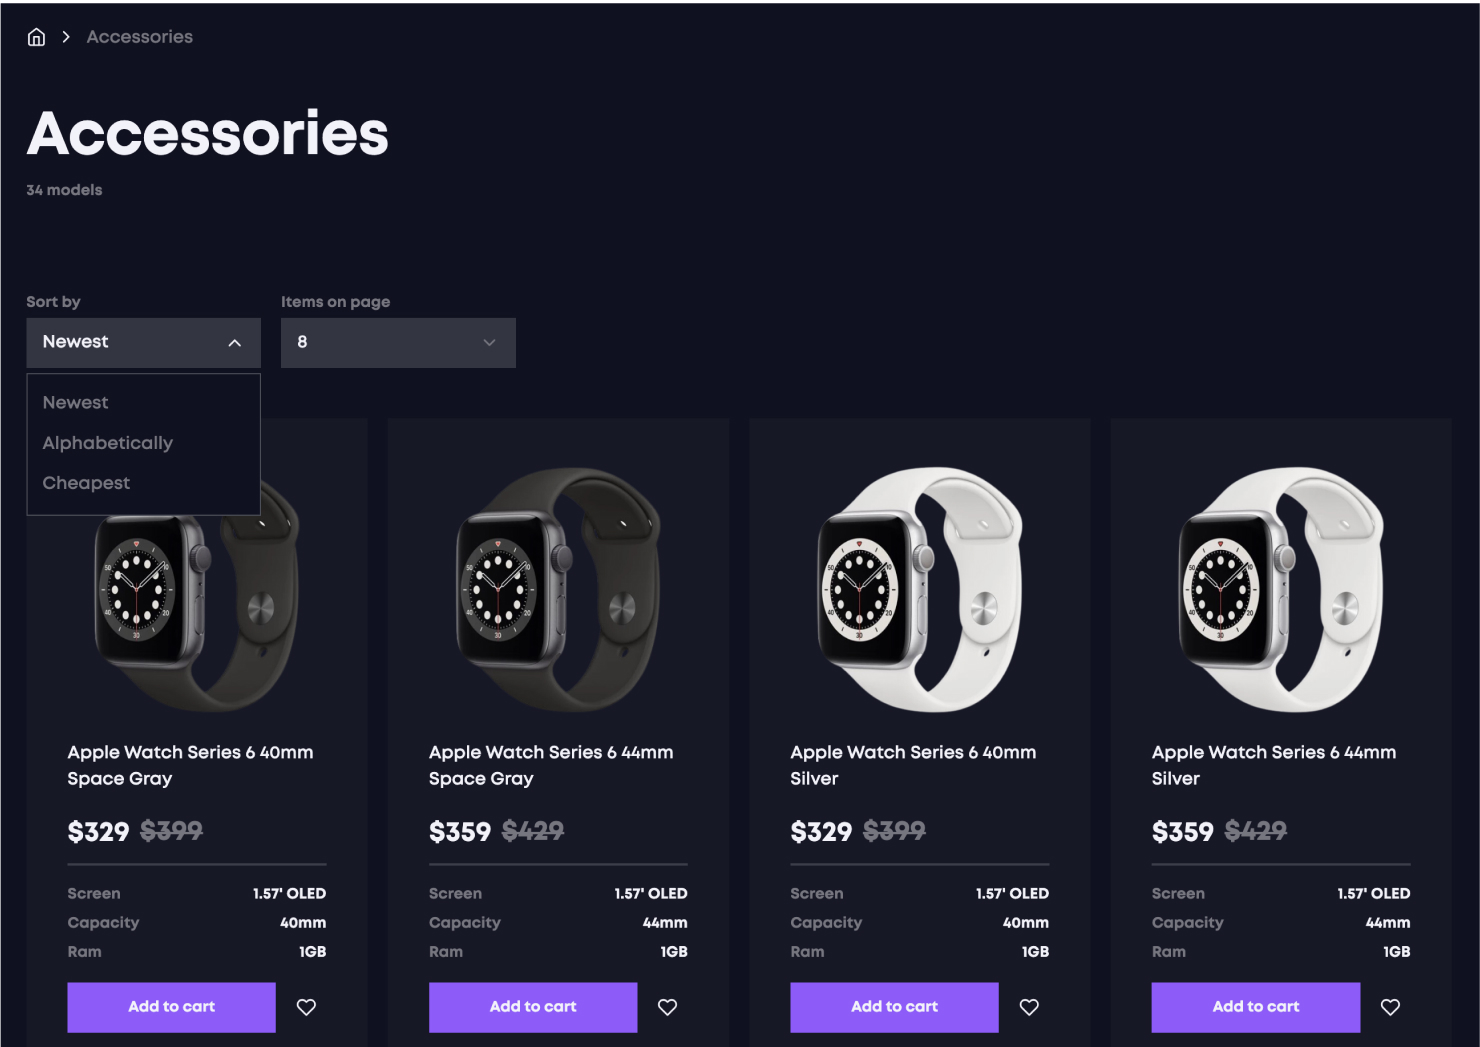 Accessories
Accessories
34 models
Sort by
Items on page
Newest
8
Newest
Alphabetically
Cheapest
Apple Watch Series 6 40mm
Space Gray
$329 $399
Screen 1.57' OLED
Capacity 40mm
Ram 1GB
Add to cart
Apple Watch Series 6 44mm
Space Gray
$359 $429
Screen 1.57' OLED
Capacity 44mm
Ram 1GB
Add to cart
Apple Watch Series 6 40mm
Silver
$329 $399
Screen 1.57' OLED
Capacity 40mm
Ram 1GB
Add to cart
Apple Watch Series 6 44mm
Silver
$359 $429
Screen 1.57' OLED
Capacity 44mm
Ram 1GB
Add to cart